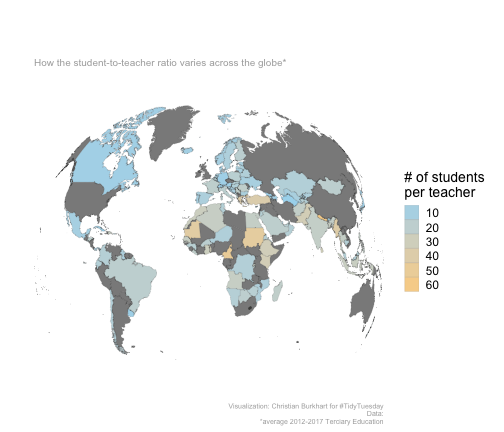 How the student-to-teacher ratio varies across the globe*
# of students
per teacher
10
20
30
40
50
60
Visualization: Christian Burkhart for #TidyTuesday
Data:
*average 2012-2017 Terciary Education